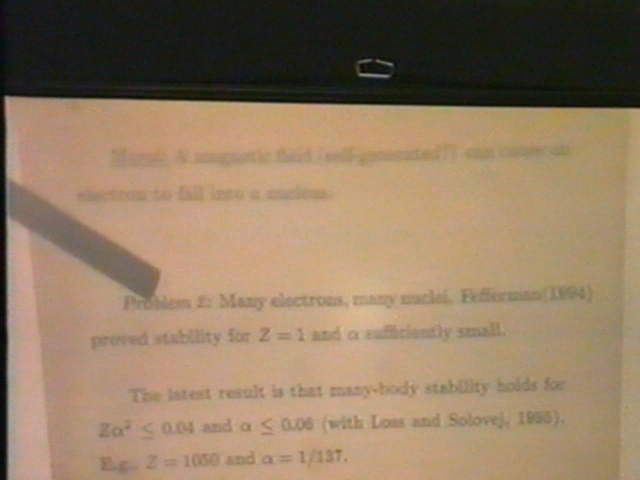 Moral: A magnetic field (self-generated?) can cause an
electron to fall into a nucleus.
Problem 2: Many electrons, many nuclei. Fefferman(1994)
proved stability for Z = 1 and α sufficiently small.
The latest result is that many-body stability holds for
Zα² ≤ 0.04 and α ≤ 0.06 (with Loss and Solovej, 1995).
E.g., Z = 1050 and α = 1/137.